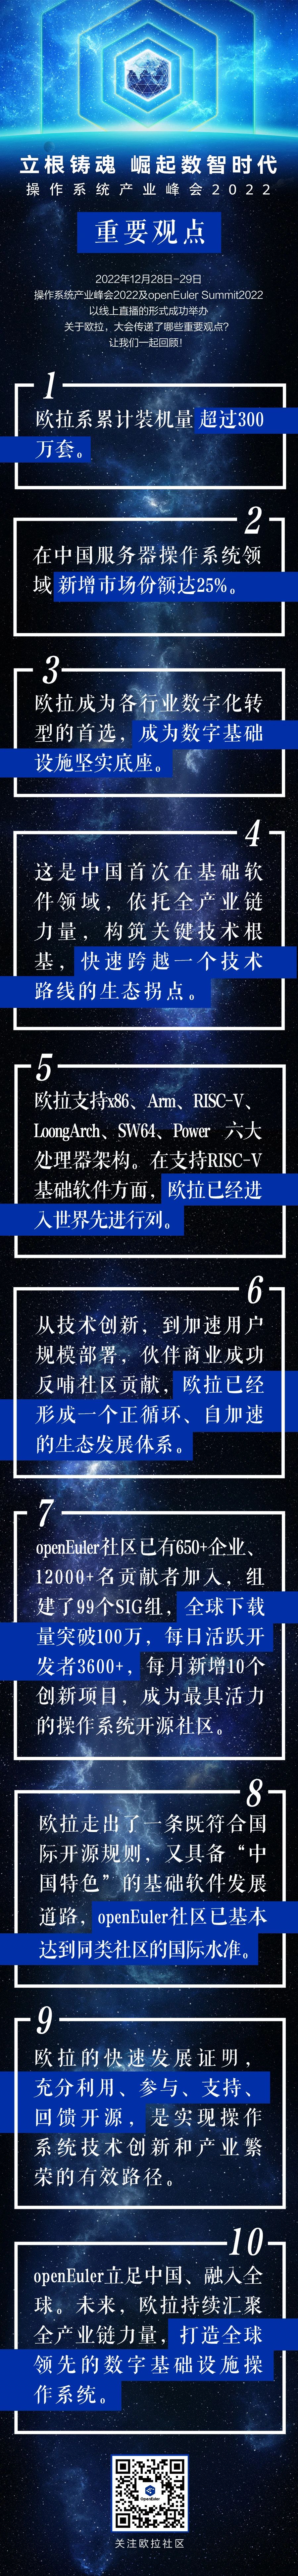 立根铸魂 崛起数智时代
操作系统产业峰会2022
重要观点
2022年12月28日-29日
操作系统产业峰会2022及openEuler Summit2022
以线上直播的形式成功举办
关于欧拉，大会传递了哪些重要观点？
让我们一起回顾！
1
欧拉系累计装机量 超过300
万套。
2
在中国服务器操作系统领
域 新增市场份额达25%。
3
欧拉成为各行业数字化转
型的首选，成为数字基础
设施坚实底座。
4
这是中国首次在基础软
件领域，依托全产业链
力量，构筑关键技术根
基，快速跨越一个技术
路线的生态拐点。
5
欧拉支持x86、Arm、RISC-V、
LoongArch、SW64、Power 六大
处理器架构。在支持RISC-V
基础软件方面，欧拉已经进
入世界先进行列。
6
从技术创新，到加速用户
规模部署，伙伴商业成功
反哺社区贡献，欧拉已经
形成一个正循环、自加速
的生态发展体系。
7
openEuler社区已有650+企业、
12000+名贡献者加入，组
建了99个SIG组，全球下载
量突破100万，每日活跃开
发者3600+，每月新增10个
创新项目，成为最具活力
的操作系统开源社区。
8
欧拉走出了一条既符合国
际开源规则，又具备“中
国特色”的基础软件发展
道路，openEuler社区已基本
达到同类社区的国际水准。
9
欧拉的快速发展证明，
充分利用、参与、支持、
回馈开源，是实现操作
系统技术创新和产业繁
荣的有效路径。
10
openEuler立足中国、融入全
球。未来，欧拉持续汇聚
全产业链力量，打造全球
领先的数字基础设施操
作系统。
OpenEuler
关注欧拉社区